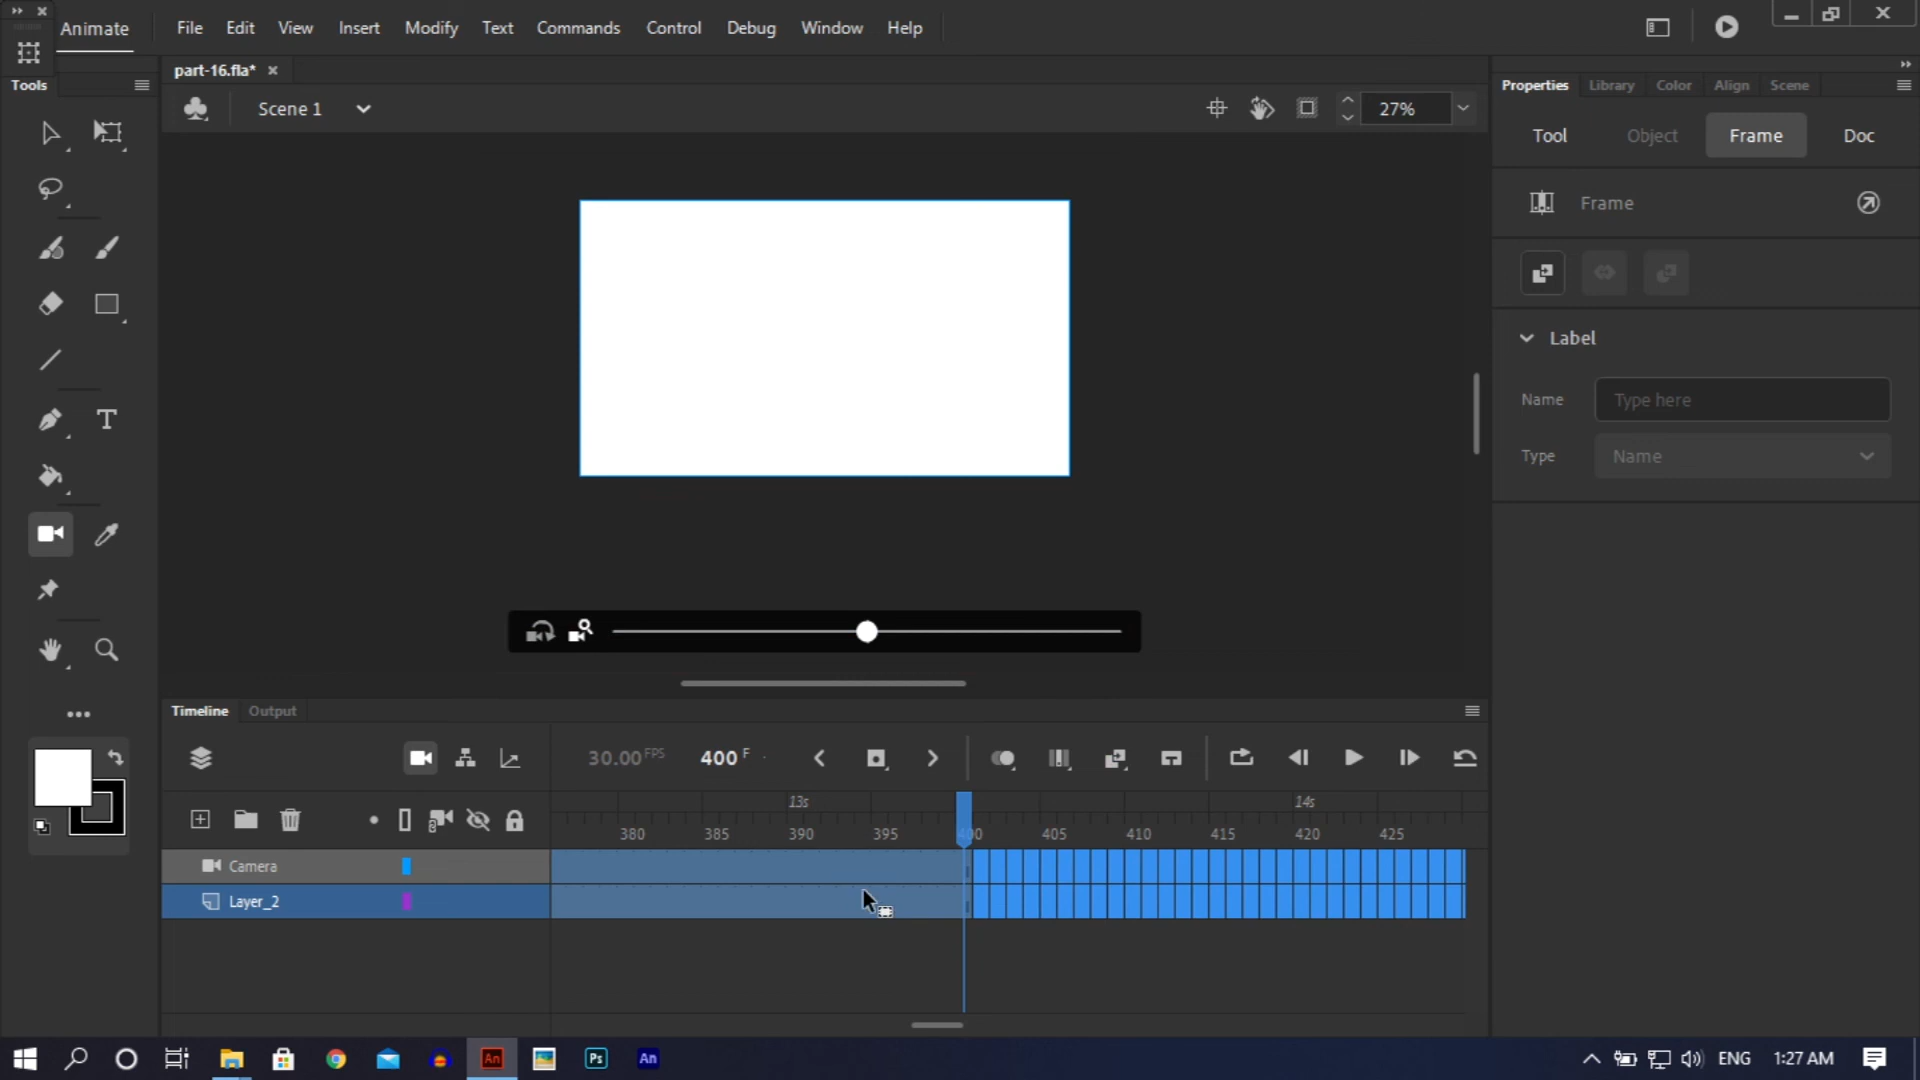 Animate File Edit View Insert Modify Text Commands Control Debug Window Help
part-16.fla*
Tools
Scene 1
27%
Properties Library Color Align Scene
Tool Object Frame Doc
Frame
Label
Name Type here
Type Name
Timeline Output
30.00 FPS 400 F
13s 14s
380 385 390 395 400 405 410 415 420 425
Camera
Layer_2
An Ps An ENG 1:27 AM